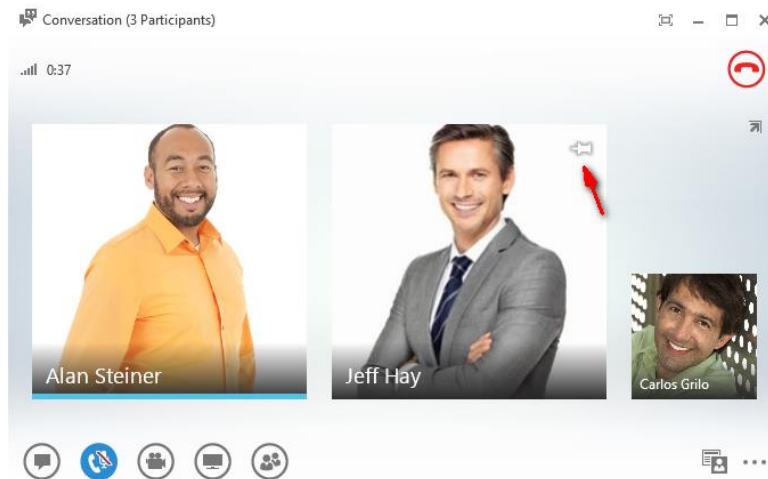 Conversation (3 Participants)
0:37
Alan Steiner
Jeff Hay
Carlos Grilo